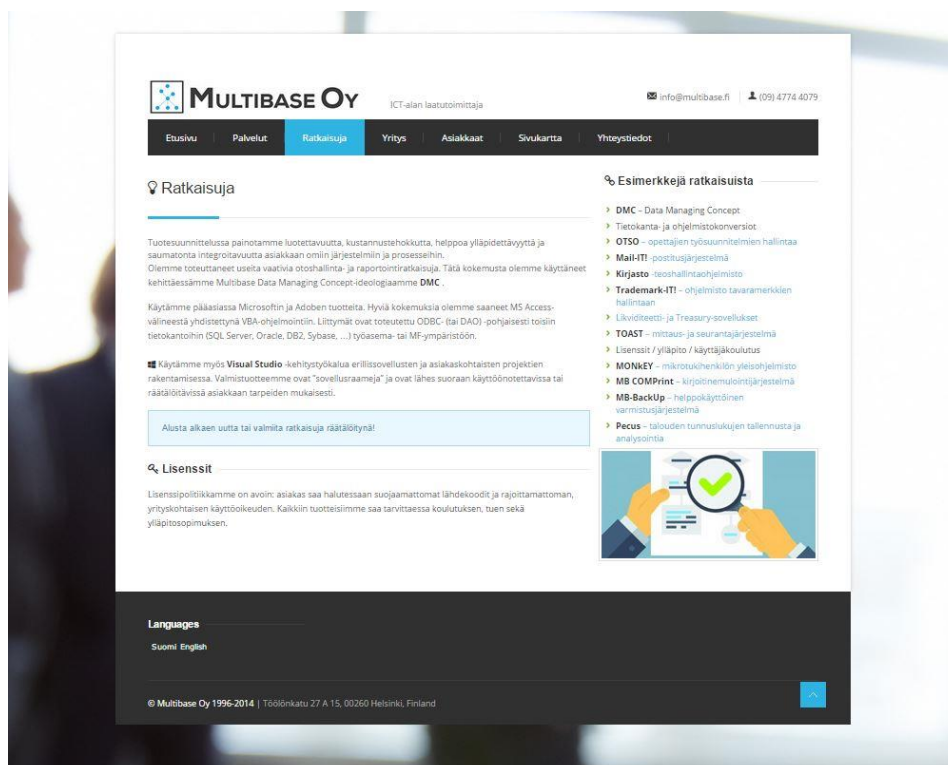 MULTIBASE OY
ICT-alan laatutoimittaja
info@multibase.fi
(09) 4774 4079
Etusivu
Palvelut
Ratkaisuja
Yritys
Asiakkaat
Sivukartta
Yhteystiedot
Ratkaisuja
Tuotesuunnittelussa painotamme luotettavuutta, kustannustehokkutta, helppoa ylläpidettävyyttä ja
saumatonta integroitavuutta asiakkaan omiin järjestelmiin ja prosesseihin.
Olemme toteuttaneet useita vaativia otoshallinta- ja raportointiratkaisuja. Tätä kokemusta olemme käyttäneet
kehittäessämme Multibase Data Managing Concept-ideologiaamme DMC .
Käytämme pääasiassa Microsoftin ja Adoben tuotteita. Hyviä kokemuksia olemme saaneet MS Access-
välineestä yhdistettynä VBA-ohjelmointiin. Liittymät ovat toteutettu ODBC- (tai DAO) -pohjaisesti toisiin
tietokantoihin (SQL Server, Oracle, DB2, Sybase, ...) työasema- tai MF-ympäristöön.
Käytämme myös Visual Studio -kehitystyökalua erillissovellusten ja asiakaskohtaisten projektien
rakentamisessa. Valmistuotteemme ovat "sovellusraameja" ja ovat lähes suoraan käyttöönotettavissa tai
räätälöitävissä asiakkaan tarpeiden mukaisesti.
Alusta alkaen uutta tai valmiita ratkaisuja räätälöitynä!
Lisenssit
Lisenssipolitiikkamme on avoin: asiakas saa halutessaan suojaamattomat lähdekoodit ja rajoittamattoman,
yrityskohtaisen käyttöoikeuden. Kaikkiin tuotteisiimme saa tarvittaessa koulutuksen, tuen sekä
ylläpitosopimuksen.
Esimerkkejä ratkaisuista
DMC – Data Managing Concept
Tietokanta- ja ohjelmistokonversiot
OTSO – opettajien työsuunnitelmien hallintaa
Mail-IT! -postitusjärjestelmä
Kirjasto -teoshallintaohjelmisto
Trademark-IT! – ohjelmisto tavaramerkkien
hallintaan
Likviditeetti- ja Treasury-sovellukset
TOAST – mittaus- ja seurantajärjestelmä
Lisenssit / ylläpito / käyttäjäkoulutus
MONkEY – mikrotukihenkilön yleisohjelmisto
MB COMPrint – kirjoitinemulointijärjestelmä
MB-BackUp – helppokäyttöinen
varmistusjärjestelmä
Pecus – talouden tunnuslukujen tallennusta ja
analysointia
Languages
Suomi English
© Multibase Oy 1996-2014 | Töölönkatu 27 A 15, 00260 Helsinki, Finland